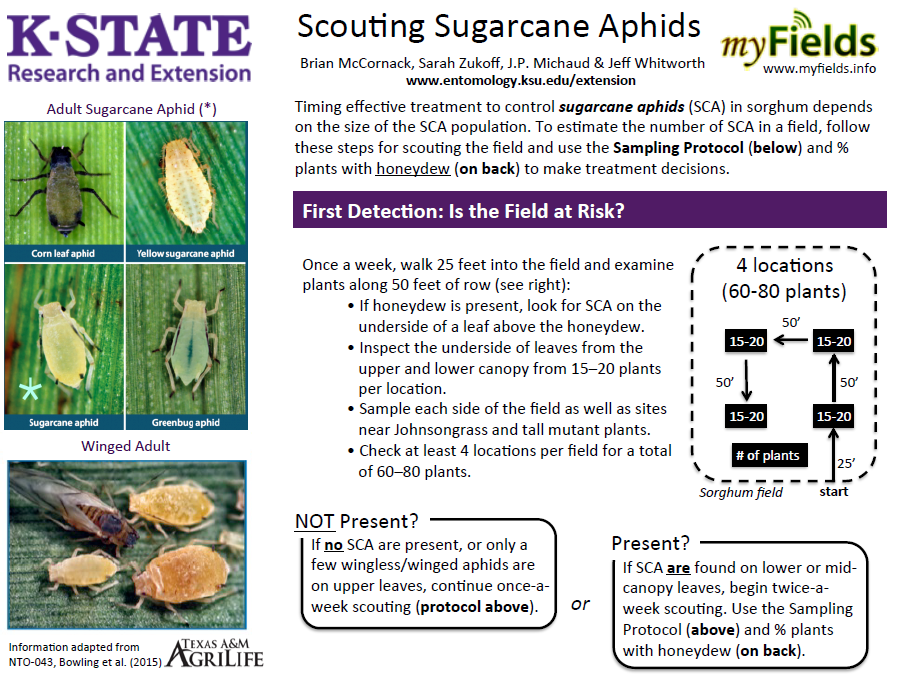 K-STATE
Research and Extension
Adult Sugarcane Aphid (*)
Corn leaf aphid
Yellow sugarcane aphid
*
Sugarcane aphid
Greenbug aphid
Winged Adult
Information adapted from
NTO-043, Bowling et al. (2015)
TEXAS A&M
AGRILIFE
Scouting Sugarcane Aphids
Brian McCornack, Sarah Zukoff, J.P. Michaud & Jeff Whitworth
www.entomology.ksu.edu/extension
myFields
www.myfields.info
Timing effective treatment to control sugarcane aphids (SCA) in sorghum depends
on the size of the SCA population. To estimate the number of SCA in a field, follow
these steps for scouting the field and use the Sampling Protocol (below) and %
plants with honeydew (on back) to make treatment decisions.
First Detection: Is the Field at Risk?
Once a week, walk 25 feet into the field and examine
plants along 50 feet of row (see right):
• If honeydew is present, look for SCA on the
underside of a leaf above the honeydew.
• Inspect the underside of leaves from the
upper and lower canopy from 15–20 plants
per location.
• Sample each side of the field as well as sites
near Johnsongrass and tall mutant plants.
• Check at least 4 locations per field for a total
of 60–80 plants.
4 locations
(60-80 plants)
50'
15-20
15-20
50'
50'
15-20
15-20
# of plants
25'
Sorghum field
start
NOT Present?
If no SCA are present, or only a
few wingless/winged aphids are
on upper leaves, continue once-a-
week scouting (protocol above).
or
Present?
If SCA are found on lower or mid-
canopy leaves, begin twice-a-
week scouting. Use the Sampling
Protocol (above) and % plants
with honeydew (on back).